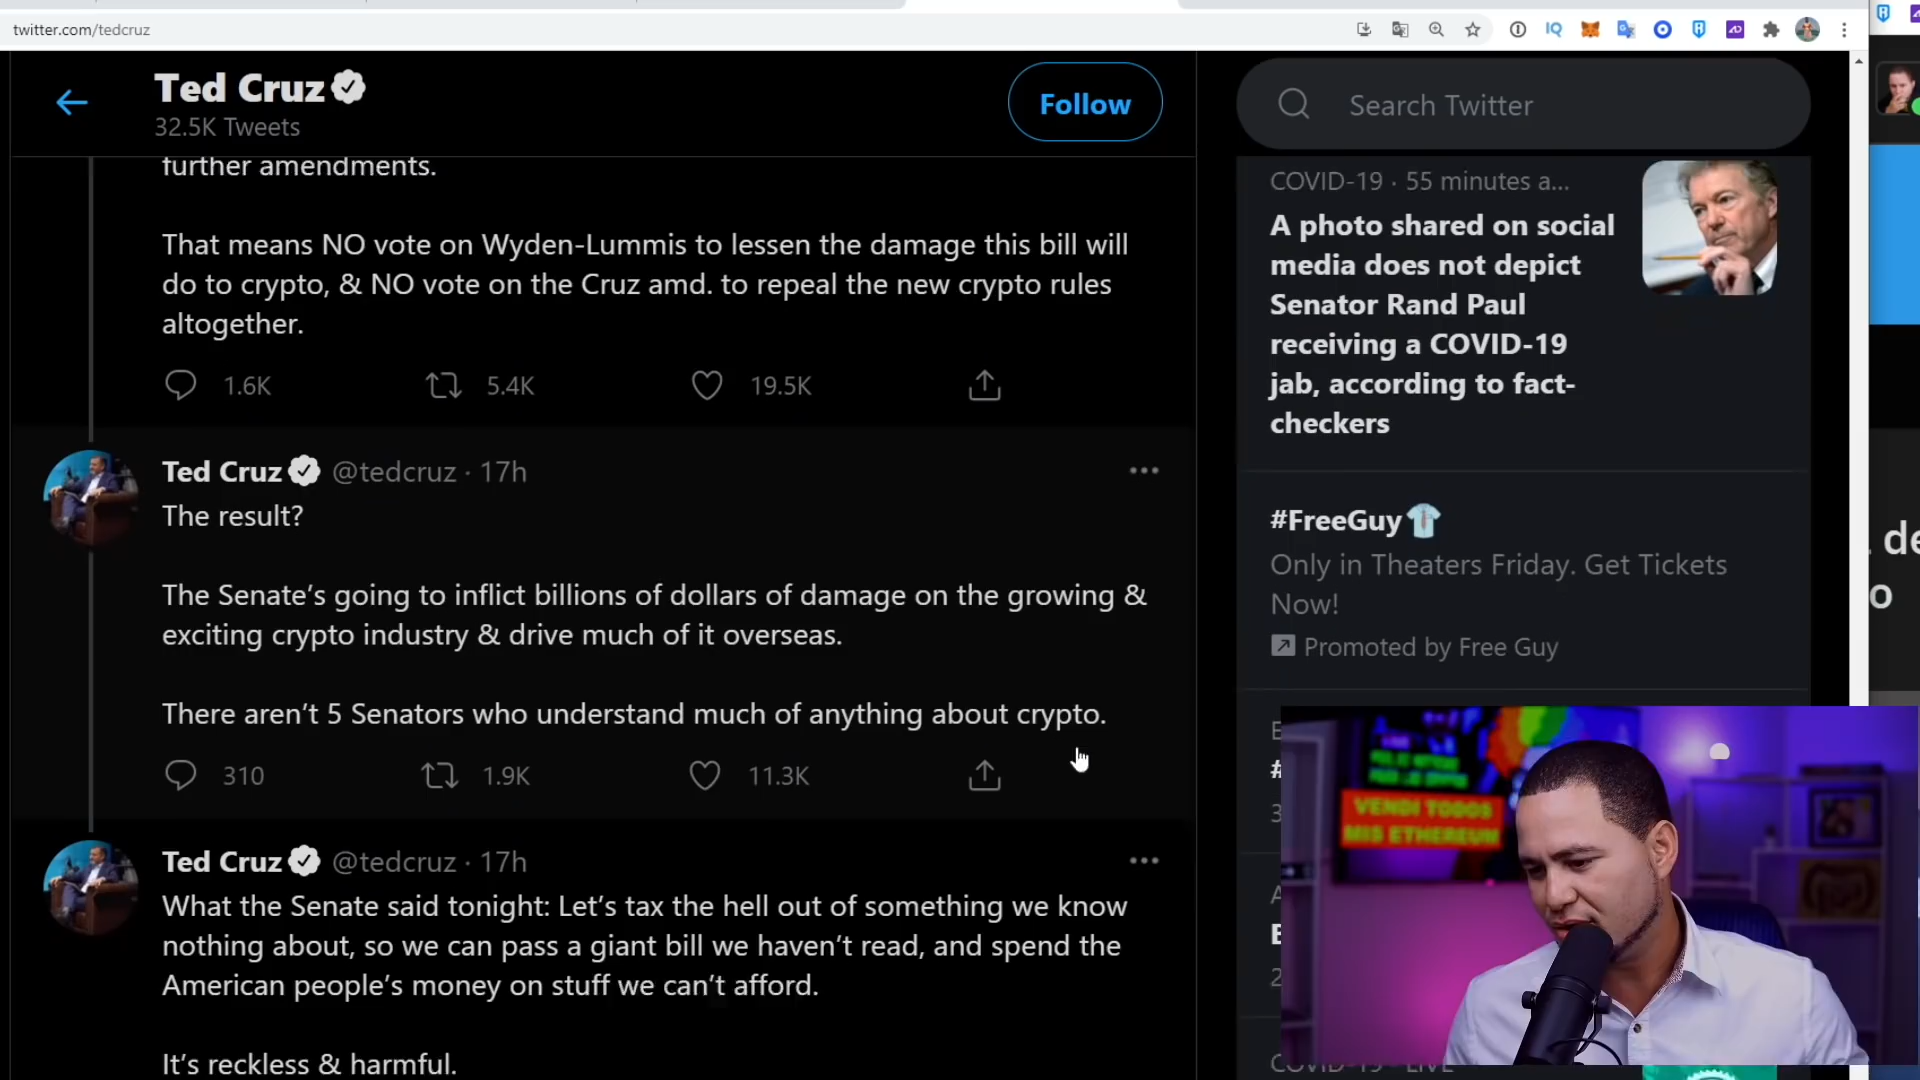 twitter.com/tedcruz
Ted Cruz
32.5K Tweets
Follow
Search Twitter
further amendments.
That means NO vote on Wyden-Lummis to lessen the damage this bill will
do to crypto, & NO vote on the Cruz amd. to repeal the new crypto rules
altogether.
1.6K 5.4K 19.5K
Ted Cruz @tedcruz · 17h
The result?
The Senate’s going to inflict billions of dollars of damage on the growing &
exciting crypto industry & drive much of it overseas.
There aren’t 5 Senators who understand much of anything about crypto.
310 1.9K 11.3K
Ted Cruz @tedcruz · 17h
What the Senate said tonight: Let’s tax the hell out of something we know
nothing about, so we can pass a giant bill we haven’t read, and spend the
American people’s money on stuff we can’t afford.
It’s reckless & harmful.
COVID-19 · 55 minutes a...
A photo shared on social
media does not depict
Senator Rand Paul
receiving a COVID-19
jab, according to fact-
checkers
#FreeGuy
Only in Theaters Friday. Get Tickets
Now!
Promoted by Free Guy
VENDI TODOS
MIS ETHEREUM
COVID-19 · LIVE